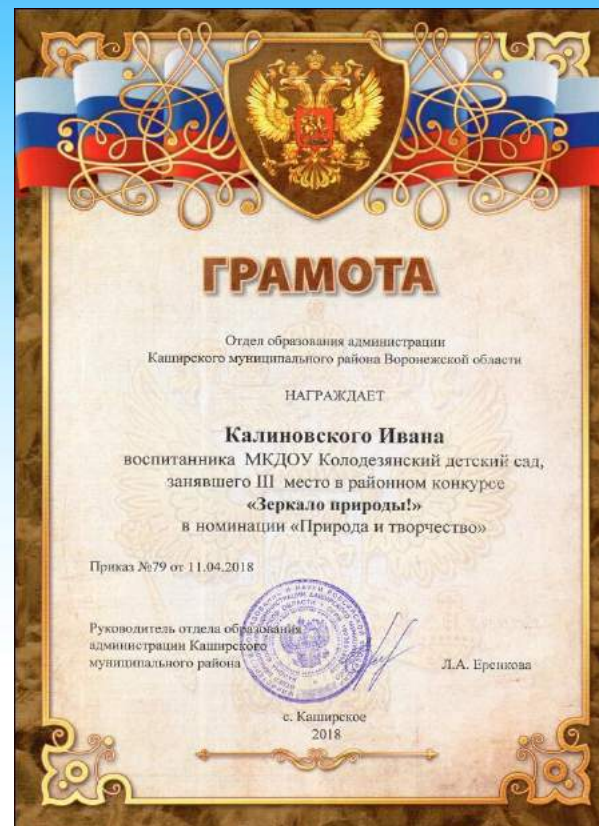 ГРАМОТА
Отдел образования администрации
Каширского муниципального района Воронежской области
НАГРАЖДАЕТ
Калиновского Ивана
воспитанника МКДОУ Колодезянский детский сад,
занявшего III место в районном конкурсе
«Зеркало природы!»
в номинации «Природа и творчество»
Приказ №79 от 11.04.2018
Руководитель отдела образования
администрации Каширского
муниципального района
Л.А. Еренкова
с. Каширское
2018